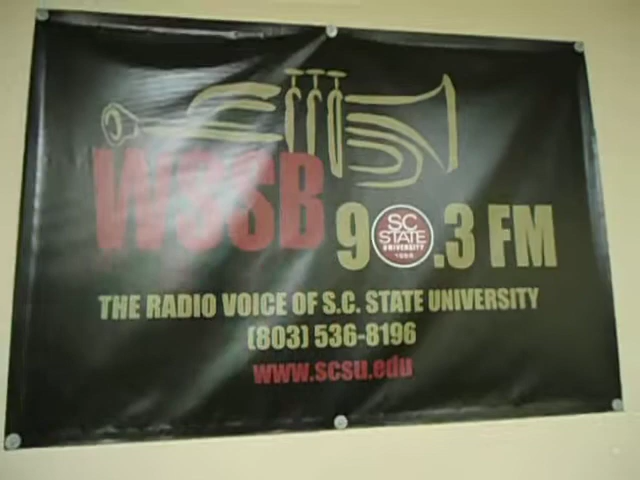 WSSB
90.3 FM
SC
STATE
UNIVERSITY
1896
THE RADIO VOICE OF S.C. STATE UNIVERSITY
(803) 536-8196
www.scsu.edu